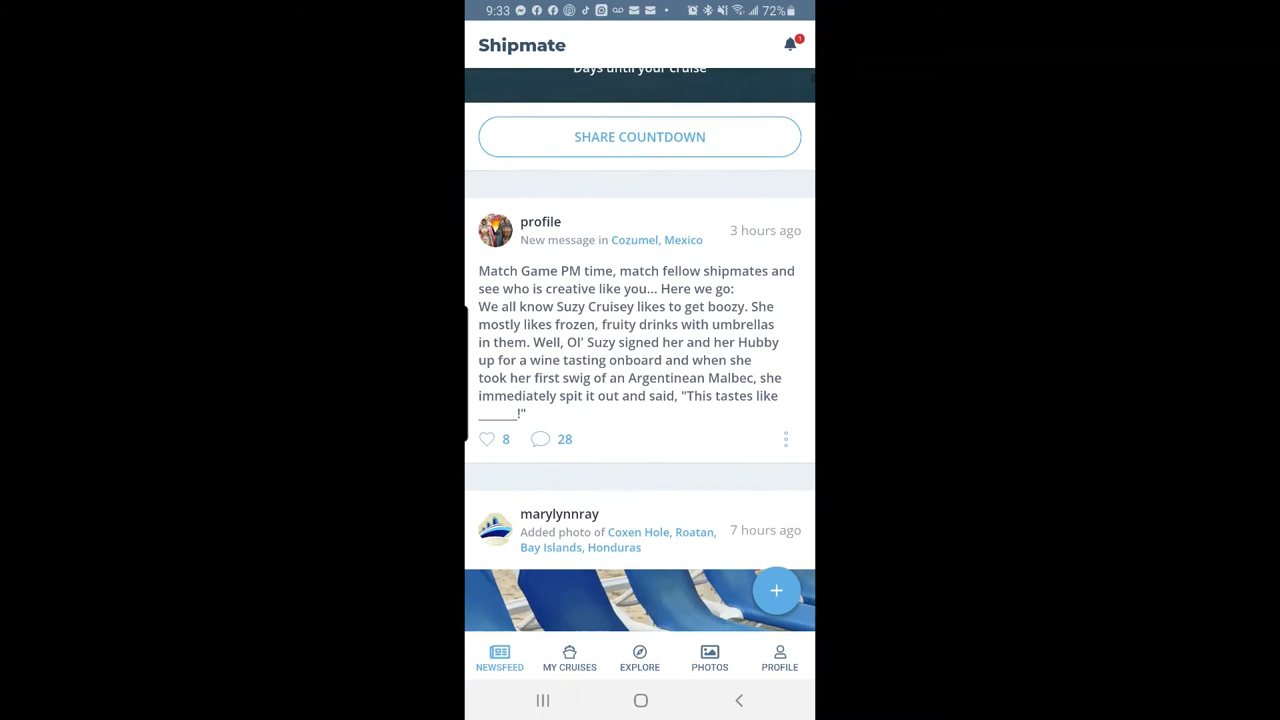 9:33
72%
Shipmate
1
Days until your cruise
SHARE COUNTDOWN
profile
New message in Cozumel, Mexico
3 hours ago
Match Game PM time, match fellow shipmates and
see who is creative like you... Here we go:
We all know Suzy Cruisey likes to get boozy. She
mostly likes frozen, fruity drinks with umbrellas
in them. Well, Ol' Suzy signed her and her Hubby
up for a wine tasting onboard and when she
took her first swig of an Argentinean Malbec, she
immediately spit it out and said, "This tastes like
______!"
8 28
marylynnray
Added photo of Coxen Hole, Roatan,
Bay Islands, Honduras
7 hours ago
NEWSFEED MY CRUISES EXPLORE PHOTOS PROFILE